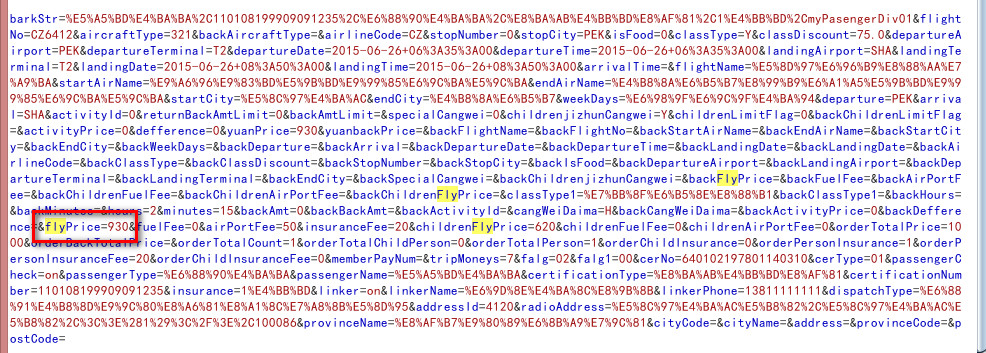 barkStr=%E5%A5%BD%E4%BA%BA%2C110108199909091235%2C%E6%88%90%E4%BA%BA%2C%E8%BA%AB%E4%BB%BD%E8%AF%81%2C1%E4%BB%BD%2CmyPasengerDiv01&flight
No=CZ6412&aircraftType=321&backAircraftType=&airlineCode=CZ&stopNumber=0&stopCity=PEK&isFood=0&classType=Y&classDiscount=75.0&departureA
irport=PEK&departureTerminal=T2&departureDate=2015-06-26+06%3A35%3A00&departureTime=2015-06-26+06%3A35%3A00&landingAirport=SHA&landingTe
rminal=T2&landingDate=2015-06-26+08%3A50%3A00&landingTime=2015-06-26+08%3A50%3A00&arrivalTime=&flightName=%E5%8D%97%E6%96%B9%E8%88%AA%E7
%A9%BA&startAirName=%E9%A6%96%E9%83%BD%E5%9B%BD%E9%99%85%E6%9C%BA%E5%9C%BA&endAirName=%E4%B8%8A%E6%B5%B7%E8%99%B9%E6%A1%A5%E5%9B%BD%E9%9
9%85%E6%9C%BA%E5%9C%BA&startCity=%E5%8C%97%E4%BA%AC&endCity=%E4%B8%8A%E6%B5%B7&weekDays=%E6%98%9F%E6%9C%9F%E4%BA%94&departure=PEK&arriva
l=SHA&activityId=0&returnBackAmtLimit=0&backAmtLimit=&specialCangwei=0&childrenjizhunCangwei=Y&childrenLimitFlag=0&backChildrenLimitFlag
=&activityPrice=0&defference=0&yuanPrice=930&yuanbackPrice=&backFlightName=&backFlightNo=&backStartAirName=&backEndAirName=&backStartCit
y=&backEndCity=&backWeekDays=&backDeparture=&backArrival=&backDepartureDate=&backDepartureTime=&backLandingDate=&backLandingDate=&backAi
rlineCode=&backClassType=&backClassDiscount=&backStopNumber=&backStopCity=&backIsFood=&backDepartureAirport=&backLandingAirport=&backDep
artureTerminal=&backLandingTerminal=&backEndCity=&backSpecialCangwei=&backChildrenjizhunCangwei=&backFlyPrice=&backFuelFee=&backAirPortF
ee=&backChildrenFuelFee=&backChildrenAirPortFee=&backChildrenFlyPrice=&classType1=%E7%BB%8F%E6%B5%8E%E8%88%B1&backClassType1=&backHours=
&backMinutes=&hours=2&minutes=15&backAmt=0&backBackAmt=&backActivityId=&cangWeiDaima=H&backCangWeiDaima=&backActivityPrice=0&backDeffere
nce=&flyPrice=930&fuelFee=0&airPortFee=50&insuranceFee=20&childrenFlyPrice=620&childrenFuelFee=0&childrenAirPortFee=0&orderTotalPrice=10
00&orderBackTotalPrice=&orderTotalCount=1&orderTotalChildPerson=0&orderTotalPerson=1&orderChildInsurancePerson=0&orderPersonInsurance=1&orderP
ersonInsuranceFee=20&orderChildInsuranceFee=0&memberPayNum=&tripMoneys=7&falg=02&falg1=00&cerNo=640102197801140310&cerType=01&passengerC
heck=on&passengerType=%E6%88%90%E4%BA%BA&passengerName=%E5%A5%BD%E4%BA%BA&certificationType=%E8%BA%AB%E4%BB%BD%E8%AF%81&certificationNum
ber=110108199909091235&insurance=1%E4%BB%BD&linker=on&linkerName=%E6%9D%8E%E4%BA%8C%E8%9B%8B&linkerPhone=13811111111&dispatchType=%E6%88
%91%E4%B8%8D%E9%9C%80%E8%A6%81%E8%A1%8C%E7%A8%8B%E5%8D%95&addressId=4120&radioAddress=%E5%8C%97%E4%BA%AC%E5%B8%82%2C%E5%8C%97%E4%BA%AC%E
5%B8%82%2C%3C%3E%281%29%3C%2F%3E%2C100086&provinceName=%E8%AF%B7%E9%80%89%E6%8B%A9%E7%9C%81&cityCode=&cityName=&address=&provinceCode=&p
ostCode=